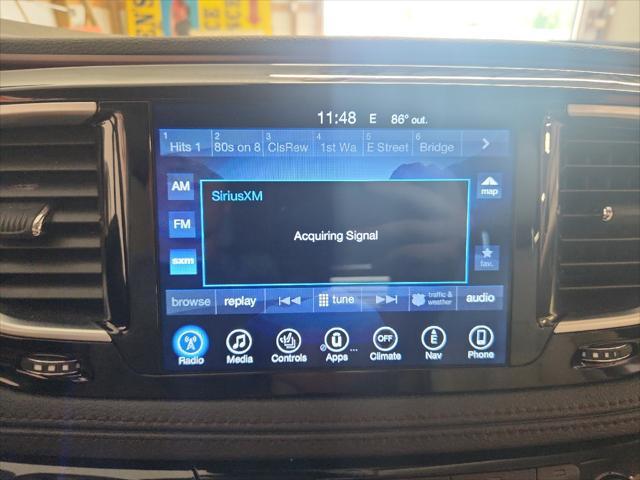 11:48 E 86° out.
1 2 3 4 5 6
Hits 1 80s on 8 ClsRew 1st Wa E Street Bridge
AM
SiriusXM
map
FM
Acquiring Signal
sxm
fav.
browse replay tune traffic & weather audio
OFF E
Radio Media Controls Apps ... Climate Nav Phone